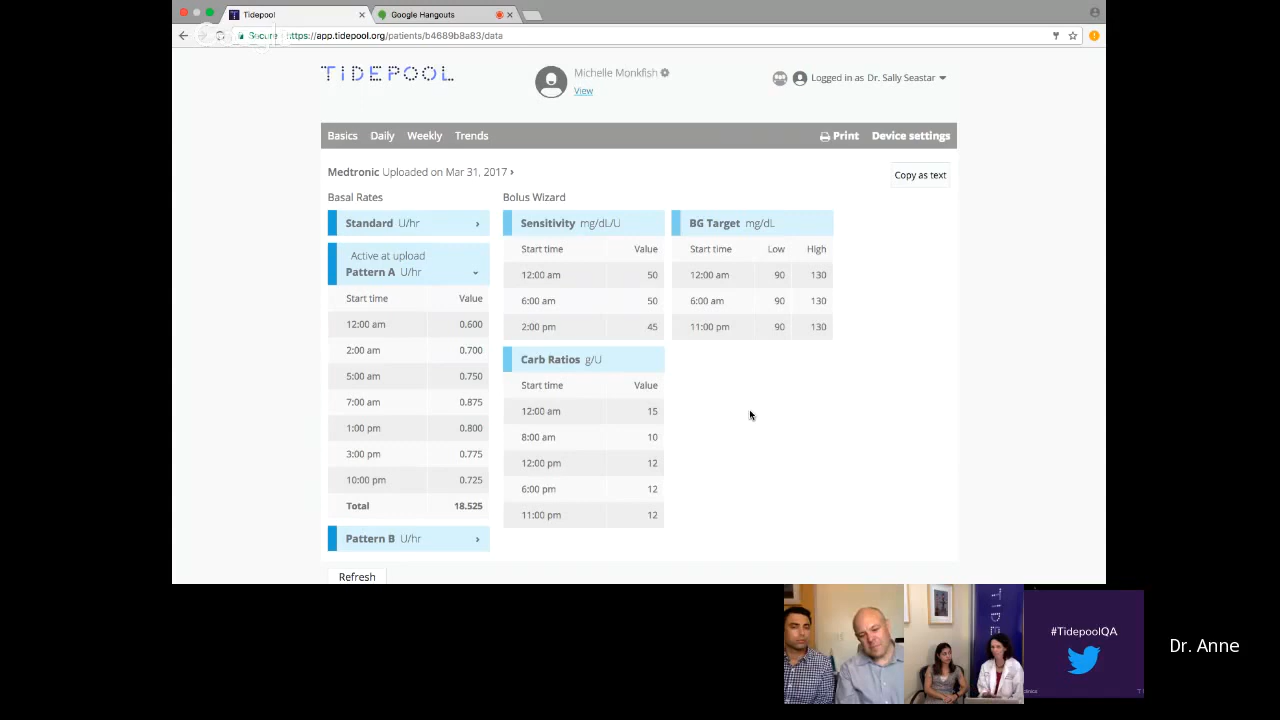 Tidepool
Google Hangouts
Secure https://app.tidepool.org/patients/b4689b8a83/data
TIDEPOOL
Michelle Monkfish
View
Logged in as Dr. Sally Seastar
Basics Daily Weekly Trends Print Device settings
Medtronic Uploaded on Mar 31, 2017 ›
Copy as text
Basal Rates
Standard U/hr ›
Active at upload
Pattern A U/hr
Start time Value
12:00 am 0.600
2:00 am 0.700
5:00 am 0.750
7:00 am 0.875
1:00 pm 0.800
3:00 pm 0.775
10:00 pm 0.725
Total 18.525
Pattern B U/hr ›
Bolus Wizard
Sensitivity mg/dL/U
Start time Value
12:00 am 50
6:00 am 50
2:00 pm 45
Carb Ratios g/U
Start time Value
12:00 am 15
8:00 am 10
12:00 pm 12
6:00 pm 12
11:00 pm 12
BG Target mg/dL
Start time Low High
12:00 am 90 130
6:00 am 90 130
11:00 pm 90 130
Refresh
TIDE
#TidepoolQA
Dr. Anne